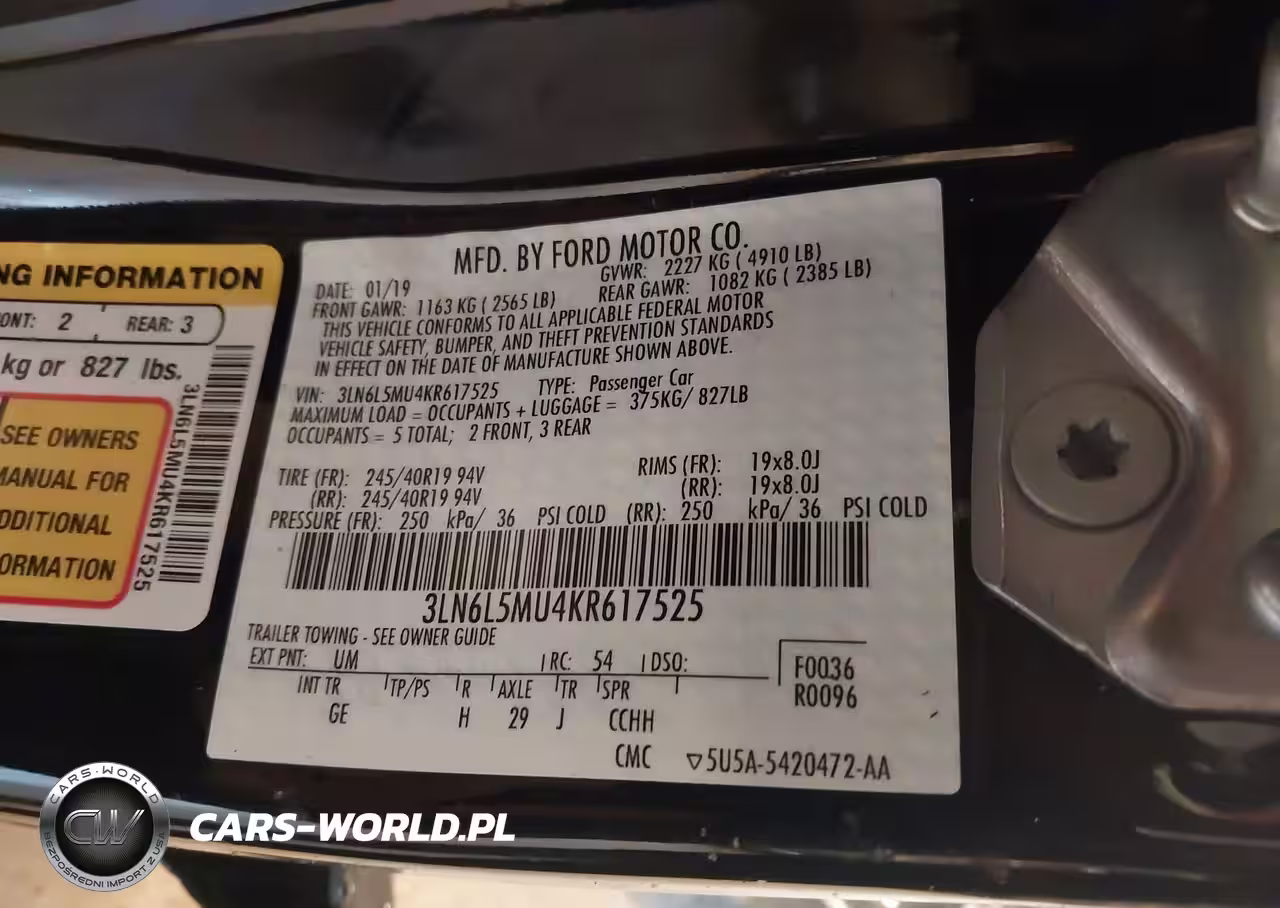 NG INFORMATION
ONT: 2 REAR: 3
kg or 827 lbs.
SEE OWNERS
MANUAL FOR
DDITIONAL
ORMATION
3LN6L5MU4KR617525
MFD. BY FORD MOTOR CO.
DATE: 01/19 GVWR: 2227 KG ( 4910 LB)
FRONT GAWR: 1163 KG ( 2565 LB) REAR GAWR: 1082 KG ( 2385 LB)
THIS VEHICLE CONFORMS TO ALL APPLICABLE FEDERAL MOTOR
VEHICLE SAFETY, BUMPER, AND THEFT PREVENTION STANDARDS
IN EFFECT ON THE DATE OF MANUFACTURE SHOWN ABOVE.
VIN: 3LN6L5MU4KR617525 TYPE: Passenger Car
MAXIMUM LOAD = OCCUPANTS + LUGGAGE = 375KG/ 827LB
OCCUPANTS = 5 TOTAL; 2 FRONT, 3 REAR
TIRE (FR): 245/40R19 94V RIMS (FR): 19x8.0J
(RR): 245/40R19 94V (RR): 19x8.0J
PRESSURE (FR): 250 kPa/ 36 PSI COLD (RR): 250 kPa/ 36 PSI COLD
3LN6L5MU4KR617525
TRAILER TOWING - SEE OWNER GUIDE
EXT PNT: UM RC: 54 DSO: F0036
R0096
INT TR TP/PS R AXLE TR SPR
GE H 29 J CCHH
CMC ▽5U5A-5420472-AA
CARS-WORLD
CW
BEZPOŚREDNI IMPORT Z USA
CARS-WORLD.PL